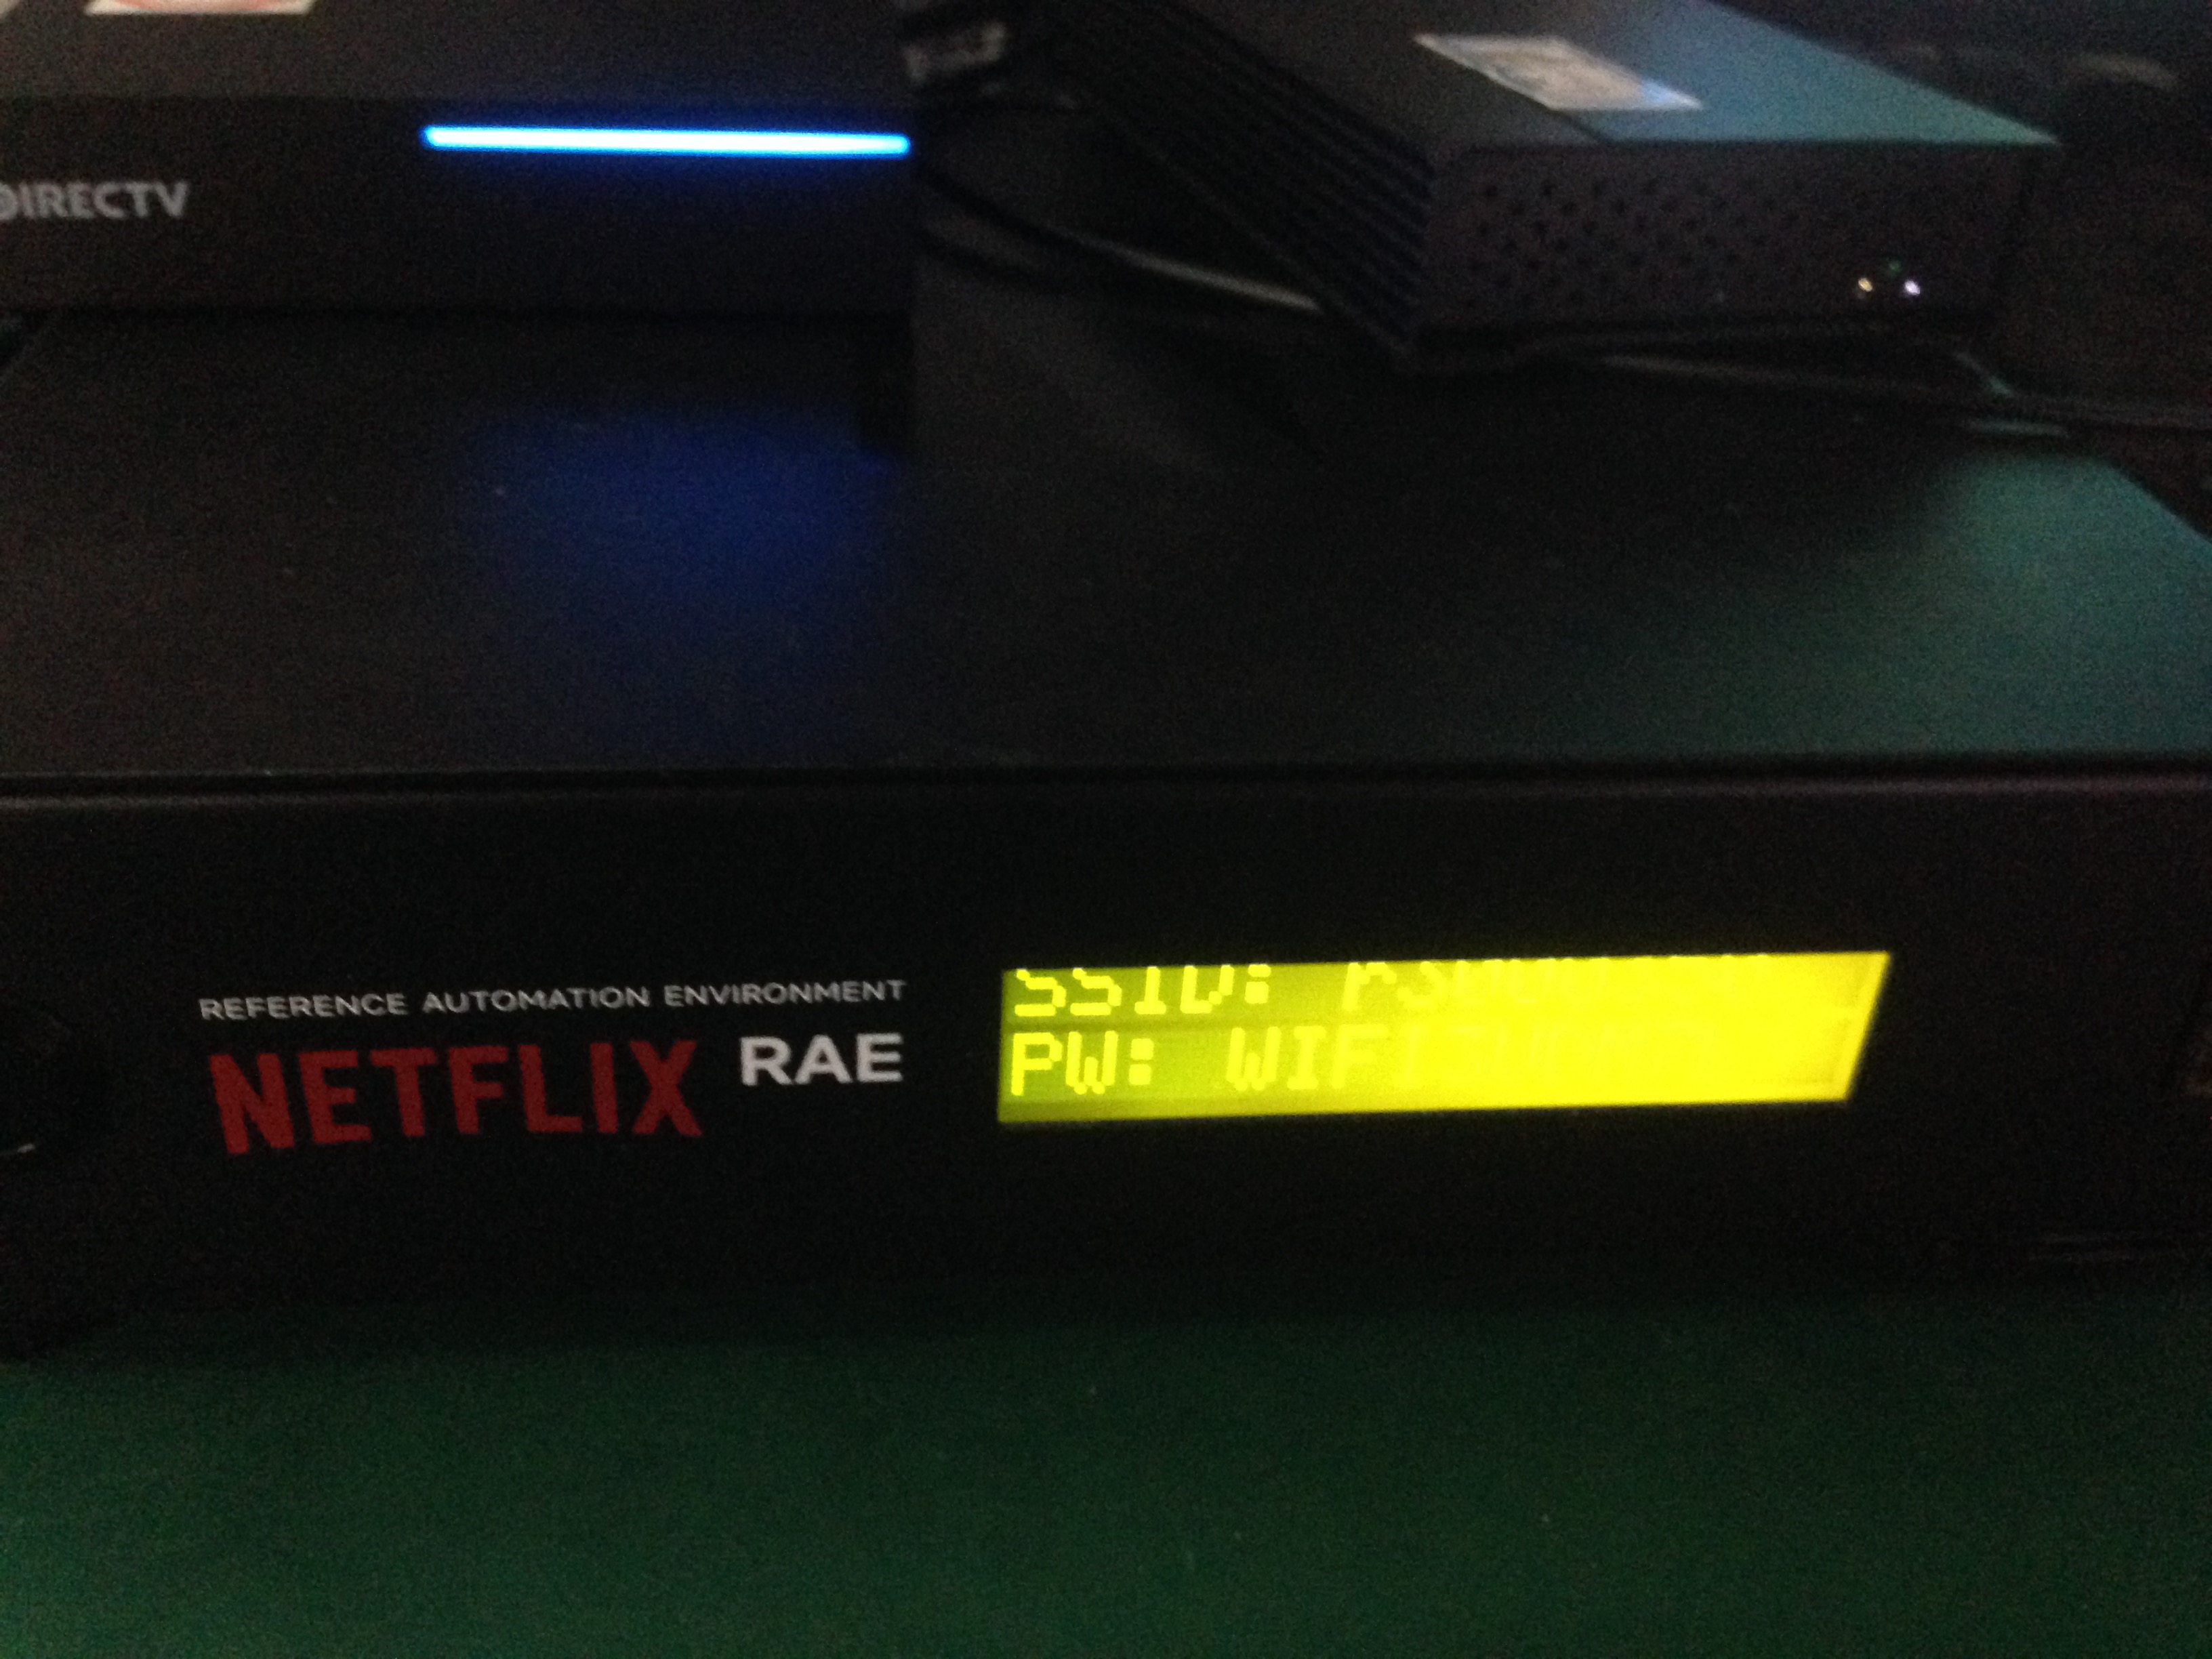 DIRECTV
REFERENCE AUTOMATION ENVIRONMENT
NETFLIX RAE
SSID:
PW: